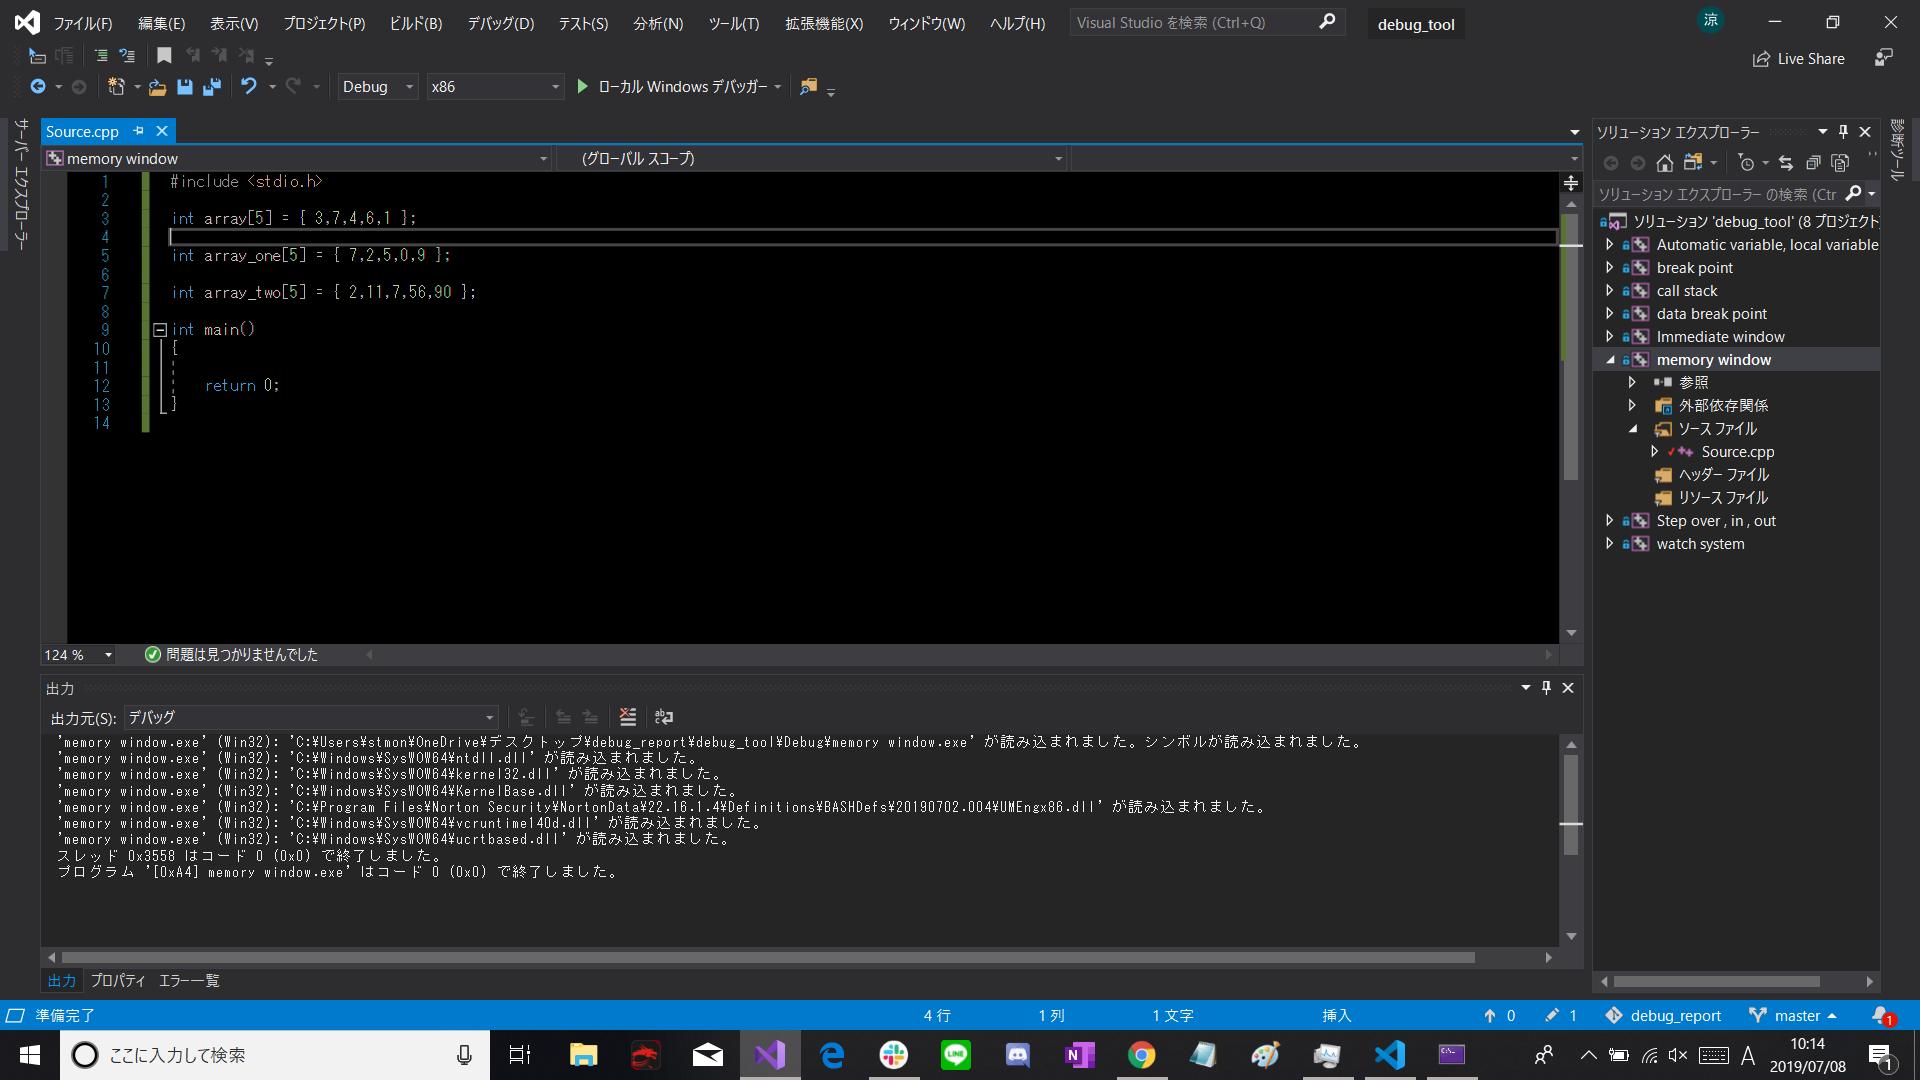 ファイル(F) 編集(E) 表示(V) プロジェクト(P) ビルド(B) デバッグ(D) テスト(S) 分析(N) ツール(T) 拡張機能(X) ウィンドウ(W) ヘルプ(H) Visual Studio を検索 (Ctrl+Q) debug_tool 涼
Live Share
Debug x86 ローカル Windows デバッガー
サーバー エクスプローラー
Source.cpp
memory window (グローバル スコープ)
1 #include <stdio.h>
2
3 int array[5] = { 3,7,4,6,1 };
4
5 int array_one[5] = { 7,2,5,0,9 };
6
7 int array_two[5] = { 2,11,7,56,90 };
8
9 int main()
10 {
11
12 return 0;
13 }
14
124 % 問題は見つかりませんでした
出力
出力元(S): デバッグ
'memory window.exe' (Win32): 'C:¥Users¥stmon¥OneDrive¥デスクトップ¥debug_report¥debug_tool¥Debug¥memory window.exe' が読み込まれました。シンボルが読み込まれました。
'memory window.exe' (Win32): 'C:¥Windows¥SysWOW64¥ntdll.dll' が読み込まれました。
'memory window.exe' (Win32): 'C:¥Windows¥SysWOW64¥kernel32.dll' が読み込まれました。
'memory window.exe' (Win32): 'C:¥Windows¥SysWOW64¥KernelBase.dll' が読み込まれました。
'memory window.exe' (Win32): 'C:¥Program Files¥Norton Security¥NortonData¥22.16.1.4¥Definitions¥BASHDefs¥20190702.004¥UMEngx86.dll' が読み込まれました。
'memory window.exe' (Win32): 'C:¥Windows¥SysWOW64¥vcruntime140d.dll' が読み込まれました。
'memory window.exe' (Win32): 'C:¥Windows¥SysWOW64¥ucrtbased.dll' が読み込まれました。
スレッド 0x3558 はコード 0 (0x0) で終了しました。
プログラム '[0xA4] memory window.exe' はコード 0 (0x0) で終了しました。
出力 プロパティ エラー一覧
ソリューション エクスプローラー
ソリューション エクスプローラー の検索 (Ctr
ソリューション 'debug_tool' (8 プロジェクト
Automatic variable, local variable
break point
call stack
data break point
Immediate window
memory window
参照
外部依存関係
ソース ファイル
Source.cpp
ヘッダー ファイル
リソース ファイル
Step over , in , out
watch system
診断ツール
準備完了 4 行 1 列 1 文字 挿入 0 1 debug_report master 1
ここに入力して検索 A 10:14
2019/07/08 1